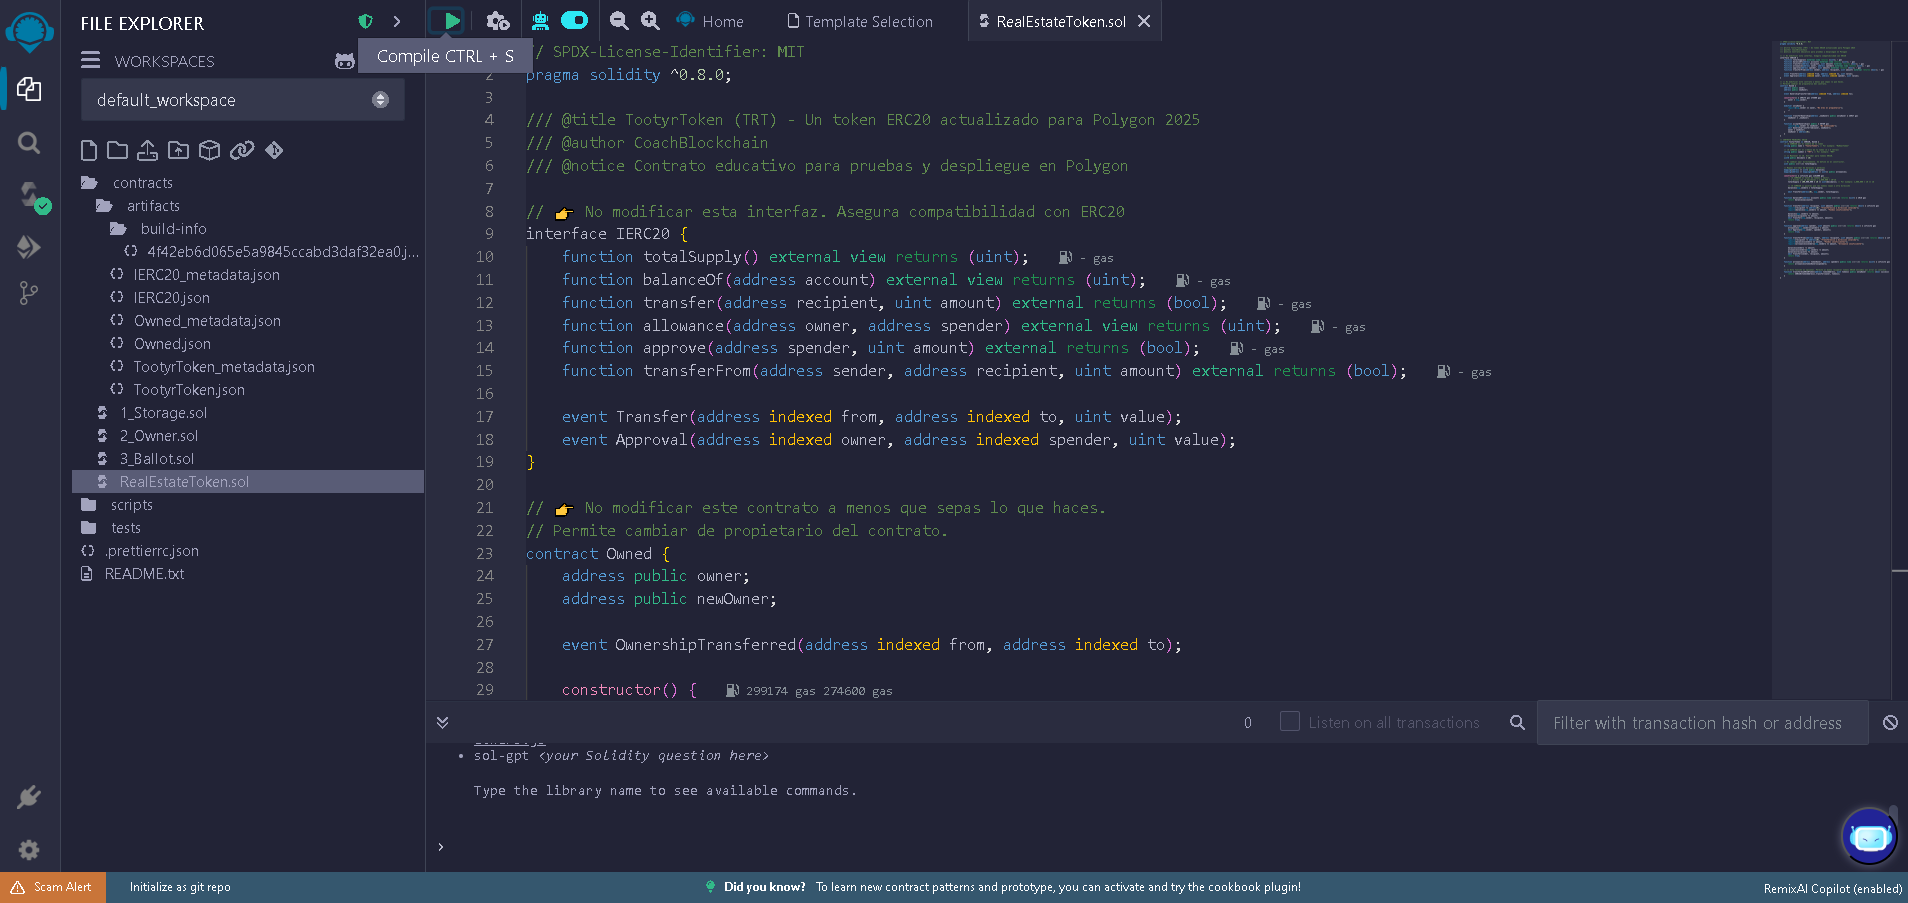 FILE EXPLORER
Home
Template Selection
RealEstateToken.sol
WORKSPACES
Compile CTRL + S
default_workspace
contracts
artifacts
build-info
4f42eb6d065e5a9845ccabd3daf32ea0.j...
IERC20_metadata.json
IERC20.json
Owned_metadata.json
Owned.json
TootyrToken_metadata.json
TootyrToken.json
1_Storage.sol
2_Owner.sol
3_Ballot.sol
RealEstateToken.sol
scripts
tests
.prettierrc.json
README.txt
/ SPDX-License-Identifier: MIT
2 pragma solidity ^0.8.0;
3
4 /// @title TootyrToken (TRT) - Un token ERC20 actualizado para Polygon 2025
5 /// @author CoachBlockchain
6 /// @notice Contrato educativo para pruebas y despliegue en Polygon
7
8 // 👉 No modificar esta interfaz. Asegura compatibilidad con ERC20
9 interface IERC20 {
10 function totalSupply() external view returns (uint); - gas
11 function balanceOf(address account) external view returns (uint); - gas
12 function transfer(address recipient, uint amount) external returns (bool); - gas
13 function allowance(address owner, address spender) external view returns (uint); - gas
14 function approve(address spender, uint amount) external returns (bool); - gas
15 function transferFrom(address sender, address recipient, uint amount) external returns (bool); - gas
16
17 event Transfer(address indexed from, address indexed to, uint value);
18 event Approval(address indexed owner, address indexed spender, uint value);
19 }
20
21 // 👉 No modificar este contrato a menos que sepas lo que haces.
22 // Permite cambiar de propietario del contrato.
23 contract Owned {
24 address public owner;
25 address public newOwner;
26
27 event OwnershipTransferred(address indexed from, address indexed to);
28
29 constructor() { 299174 gas 274600 gas
0
Listen on all transactions
Filter with transaction hash or address
• sol-gpt <your Solidity question here>
Type the library name to see available commands.
>
Scam Alert
Initialize as git repo
Did you know? To learn new contract patterns and prototype, you can activate and try the cookbook plugin!
RemixAI Copilot (enabled)